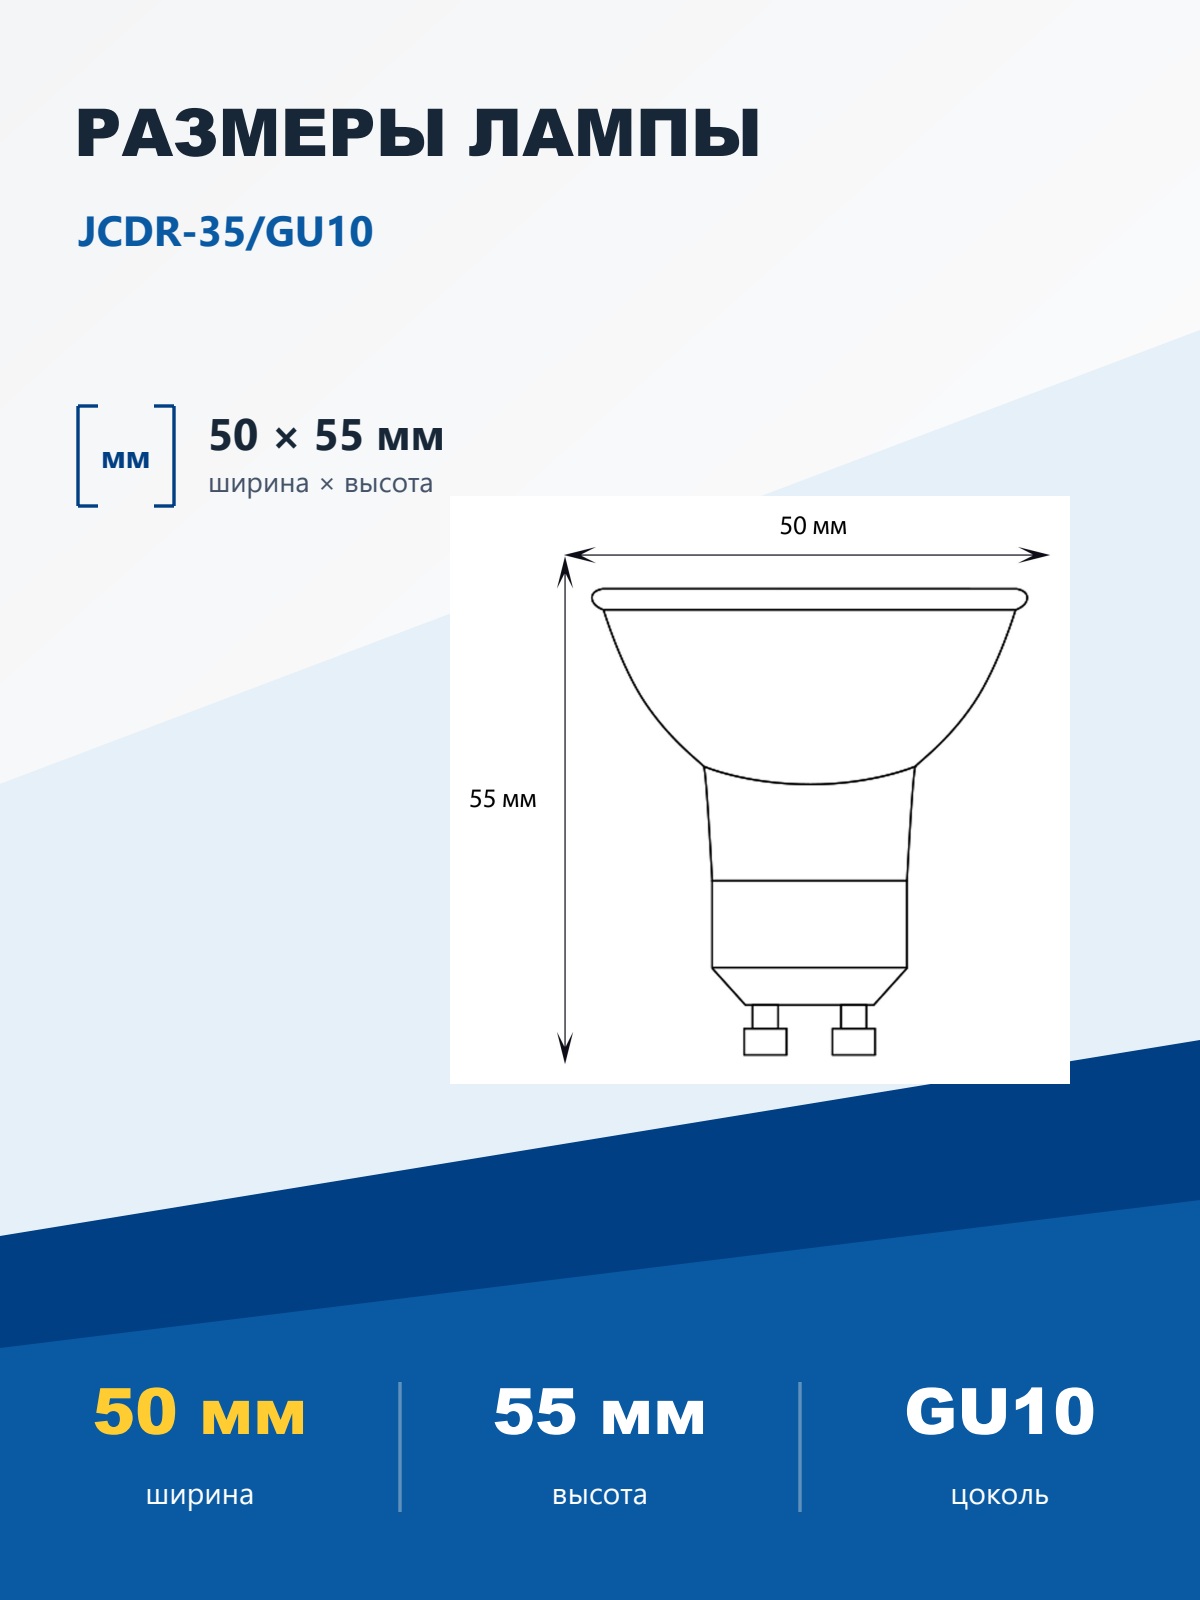 РАЗМЕРЫ ЛАМПЫ
JCDR-35/GU10
мм
50 × 55 мм
ширина × высота
50 мм
55 мм
50 мм
ширина
55 мм
высота
GU10
цоколь